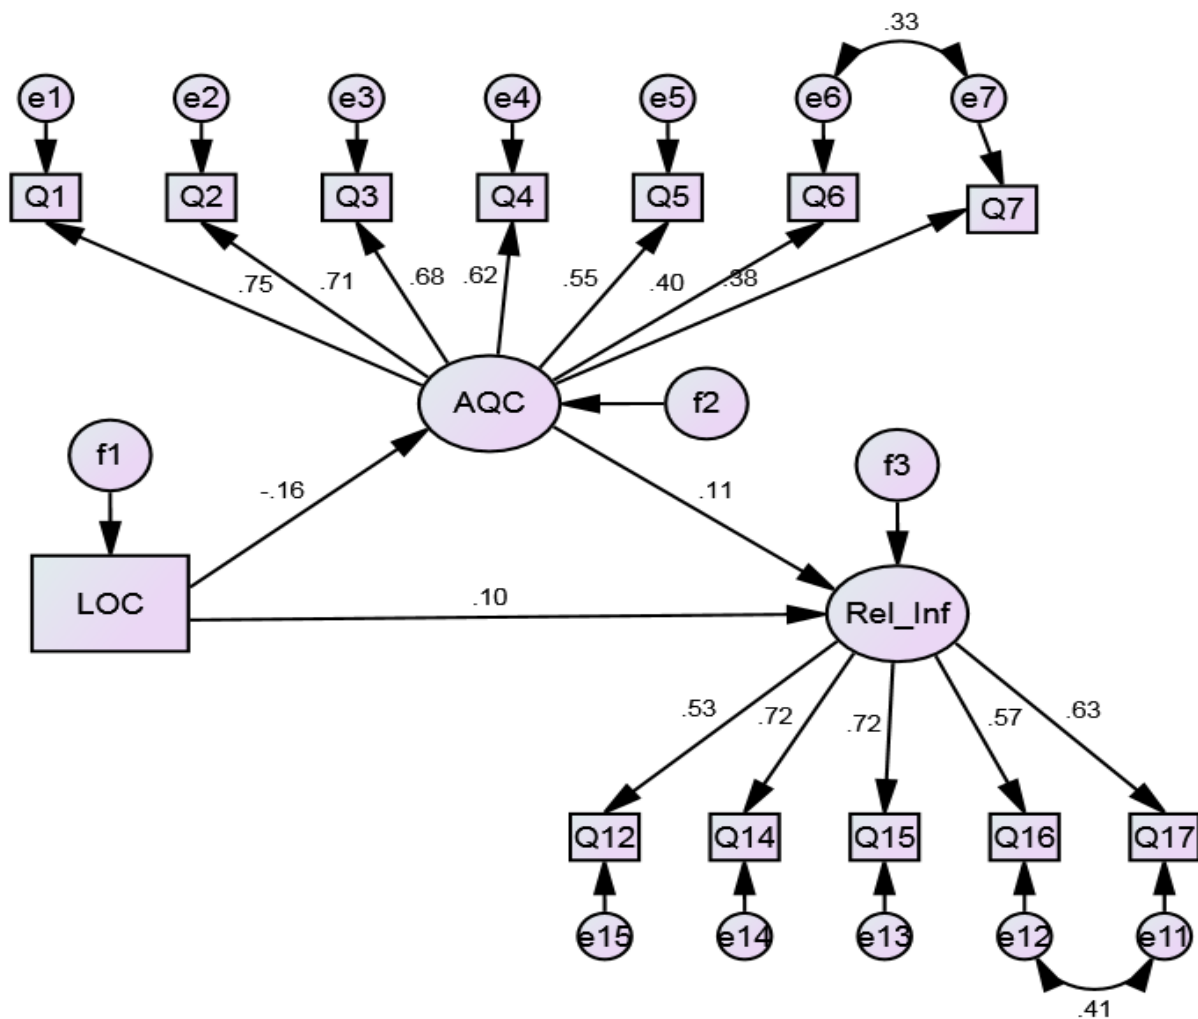 .33
e1 e2 e3 e4 e5 e6 e7
Q1 Q2 Q3 Q4 Q5 Q6 Q7
.75 .71 .68 .62 .55 .40 .38
AQC f2
f1 f3
-.16 .11
LOC .10 Rel_Inf
.53 .72 .72 .57 .63
Q12 Q14 Q15 Q16 Q17
e15 e14 e13 e12 e11
.41